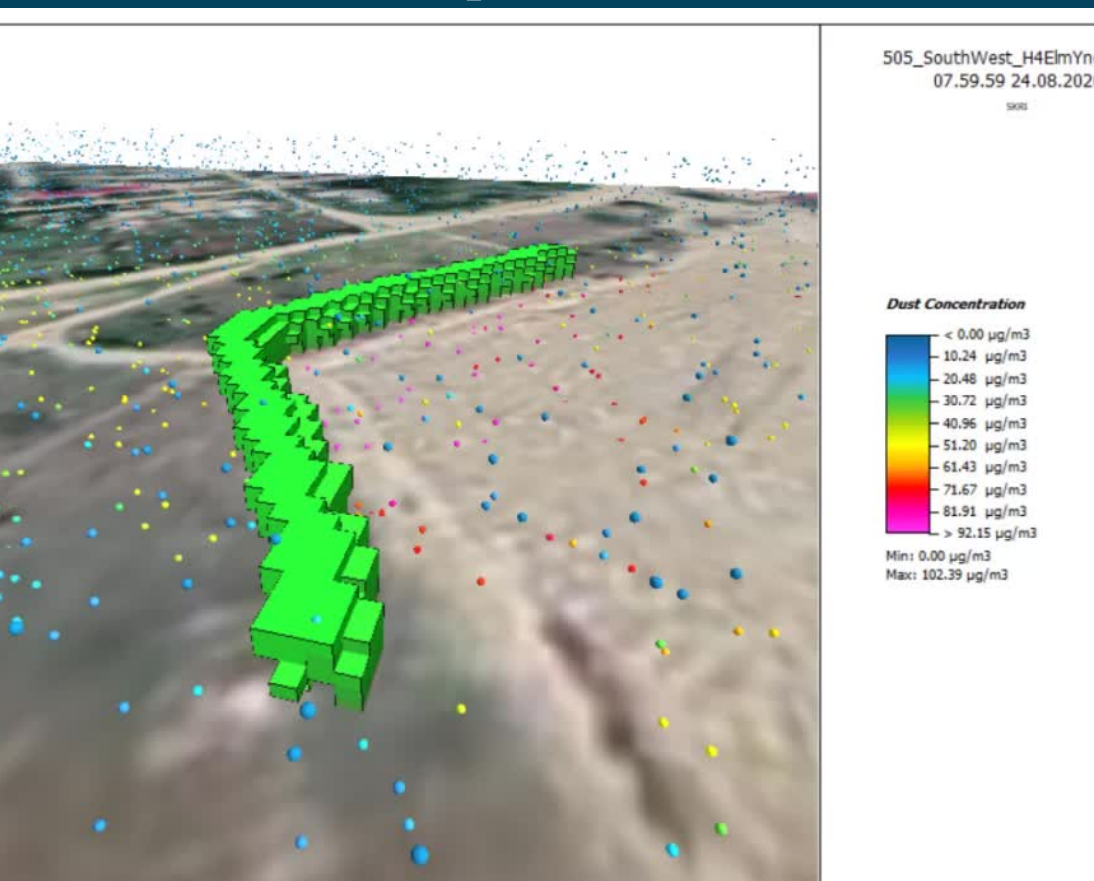 505_SouthWest_H4ElmYn
07.59.59 24.08.202
Dust Concentration
< 0.00 µg/m3
10.24 µg/m3
20.48 µg/m3
30.72 µg/m3
40.96 µg/m3
51.20 µg/m3
61.43 µg/m3
71.67 µg/m3
81.91 µg/m3
> 92.15 µg/m3
Min: 0.00 µg/m3
Max: 102.39 µg/m3